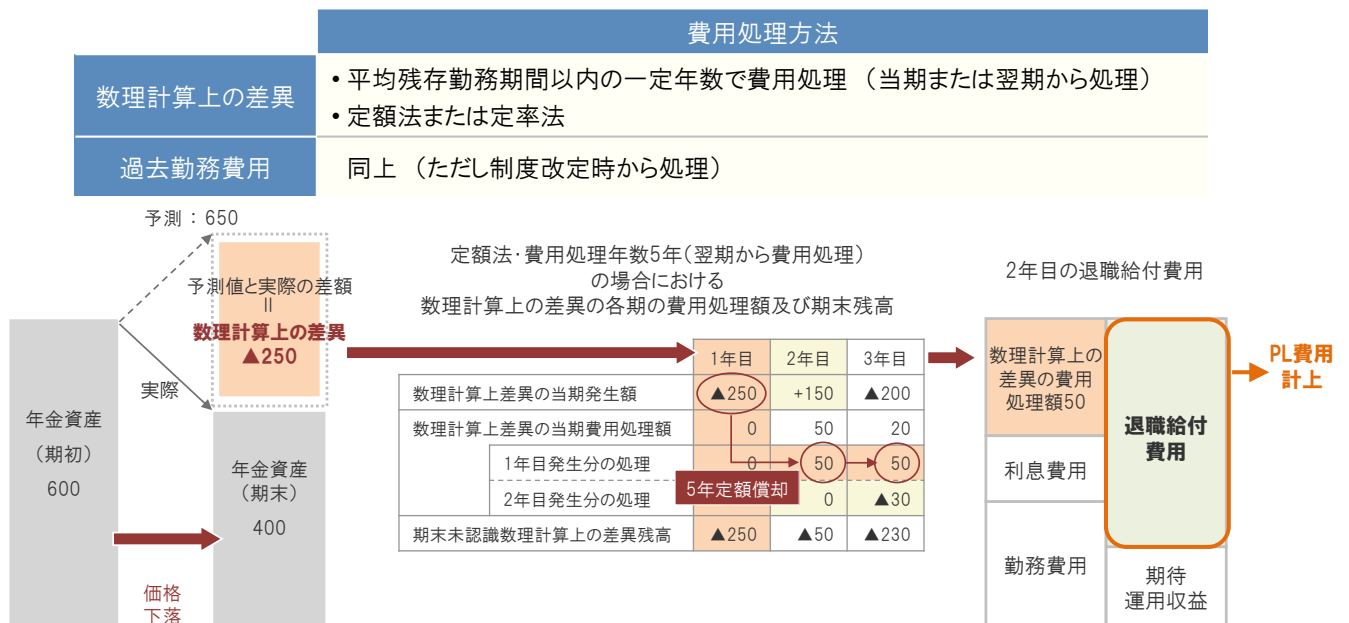 費用処理方法
数理計算上の差異
• 平均残存勤務期間以内の一定年数で費用処理 (当期または翌期から処理)
• 定額法または定率法
過去勤務費用
同上 (ただし制度改定時から処理)
予測:650
予測値と実際の差額
=
数理計算上の差異
▲250
実際
年金資産
(期初)
600
年金資産
(期末)
400
価格
下落
定額法・費用処理年数5年(翌期から費用処理)
の場合における
数理計算上の差異の各期の費用処理額及び期末残高
1年目 2年目 3年目
数理計算上差異の当期発生額 ▲250 +150 ▲200
数理計算上差異の当期費用処理額 0 50 20
1年目発生分の処理 0 50 50
5年定額償却
2年目発生分の処理 0 ▲30
期末未認識数理計算上の差異残高 ▲250 ▲50 ▲230
2年目の退職給付費用
数理計算上の
差異の費用
処理額50
利息費用
勤務費用
退職給付
費用
期待
運用収益
PL費用
計上